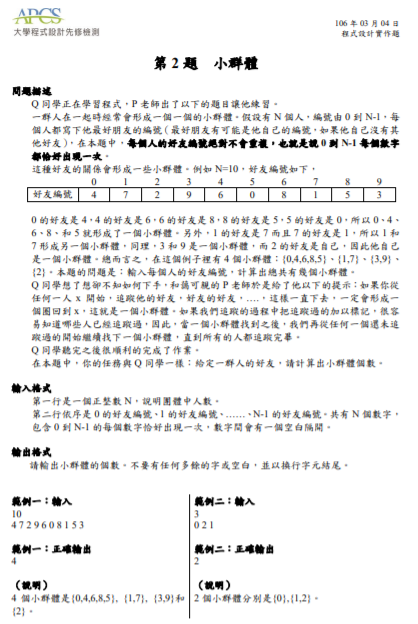 APCS
大學程式設計先修檢測
106 年 03 月 04 日
程式設計實作題
第 2 題 小群體
問題描述
Q 同學正在學習程式，P 老師出了以下的題目讓他練習。
一群人在一起時經常會形成一個一個的小群體。假設有 N 個人，編號由 0 到 N-1，每
個人都寫下他最好朋友的編號（最好朋友有可能是他自己的編號，如果他自己沒有其
他好友），在本題中，每個人的好友編號絕對不會重複，也就是說 0 到 N-1 每個數字
都恰好出現一次。
這種好友的關係會形成一些小群體。例如 N=10，好友編號如下，
0 1 2 3 4 5 6 7 8 9
好友編號 4 7 2 9 6 0 8 1 5 3
0 的好友是 4，4 的好友是 6，6 的好友是 8，8 的好友是 5，5 的好友是 0，所以 0、4、
6、8、和 5 就形成了一個小群體。另外，1 的好友是 7 而且 7 的好友是 1，所以 1 和
7 形成另一個小群體，同理，3 和 9 是一個小群體，而 2 的好友是自己，因此他自己
是一個小群體。總而言之，在這個例子裡有 4 個小群體：{0,4,6,8,5}、{1,7}、{3,9}、
{2}。本題的問題是：輸入每個人的好友編號，計算出總共有幾個小群體。
Q 同學想了想卻不知如何下手，和藹可親的 P 老師於是給了他以下的提示：如果你從
任何一人 x 開始，追蹤他的好友，好友的好友，….，這樣一直下去，一定會形成一
個圈回到 x，這就是一個小群體。如果我們追蹤的過程中把追蹤過的加以標記，很容
易知道哪些人已經追蹤過，因此，當一個小群體找到之後，我們再從任何一個還未追
蹤過的開始繼續找下一個小群體，直到所有的人都追蹤完畢。
Q 同學聽完之後很順利的完成了作業。
在本題中，你的任務與 Q 同學一樣：給定一群人的好友，請計算出小群體個數。
輸入格式
第一行是一個正整數 N，說明團體中人數。
第二行依序是 0 的好友編號、1 的好友編號、……、N-1 的好友編號。共有 N 個數字，
包含 0 到 N-1 的每個數字恰好出現一次，數字間會有一個空白隔開。
輸出格式
請輸出小群體的個數。不要有任何多餘的字或空白，並以換行字元結尾。
範例一：輸入
10
4 7 2 9 6 0 8 1 5 3
範例一：正確輸出
4
（說明）
4 個小群體是{0,4,6,8,5}, {1,7}, {3,9}和
{2}。
範例二：輸入
3
0 2 1
範例二：正確輸出
2
（說明）
2 個小群體分別是{0},{1,2}。